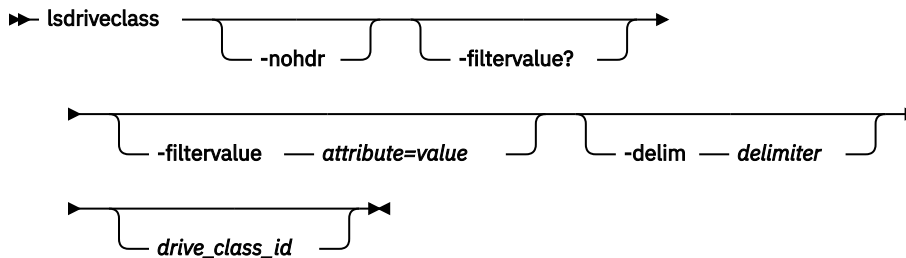 lsdriveclass
-nohdr
-filtervalue?
-filtervalue attribute=value
-delim delimiter
drive_class_id